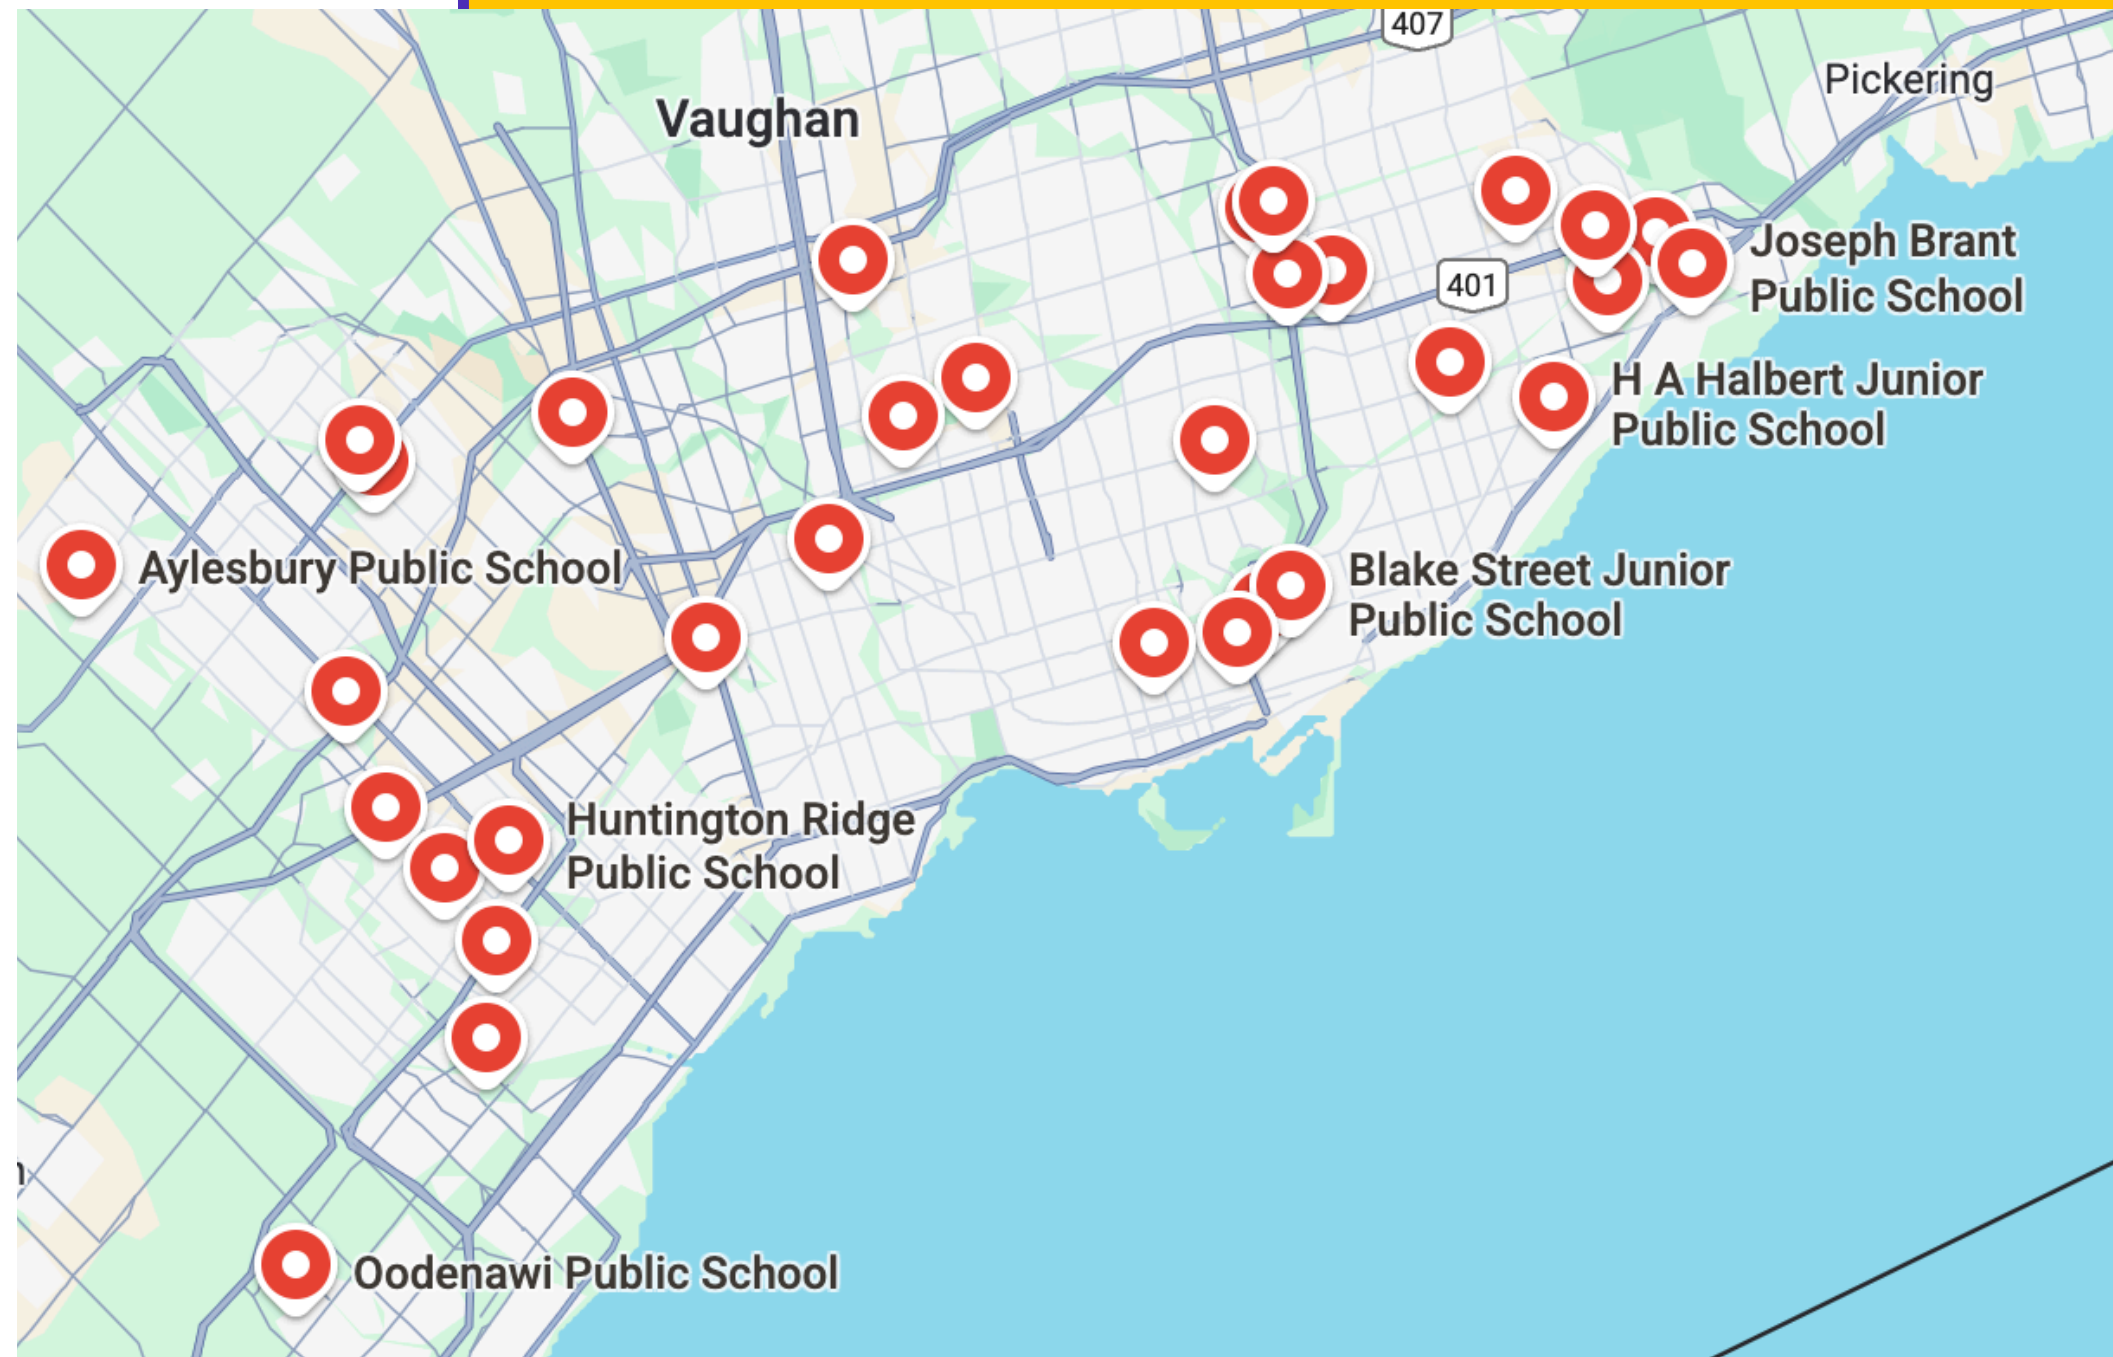 407
Pickering
Vaughan
Joseph Brant
Public School
401
H A Halbert Junior
Public School
Aylesbury Public School
Blake Street Junior
Public School
Huntington Ridge
Public School
Oodenawi Public School